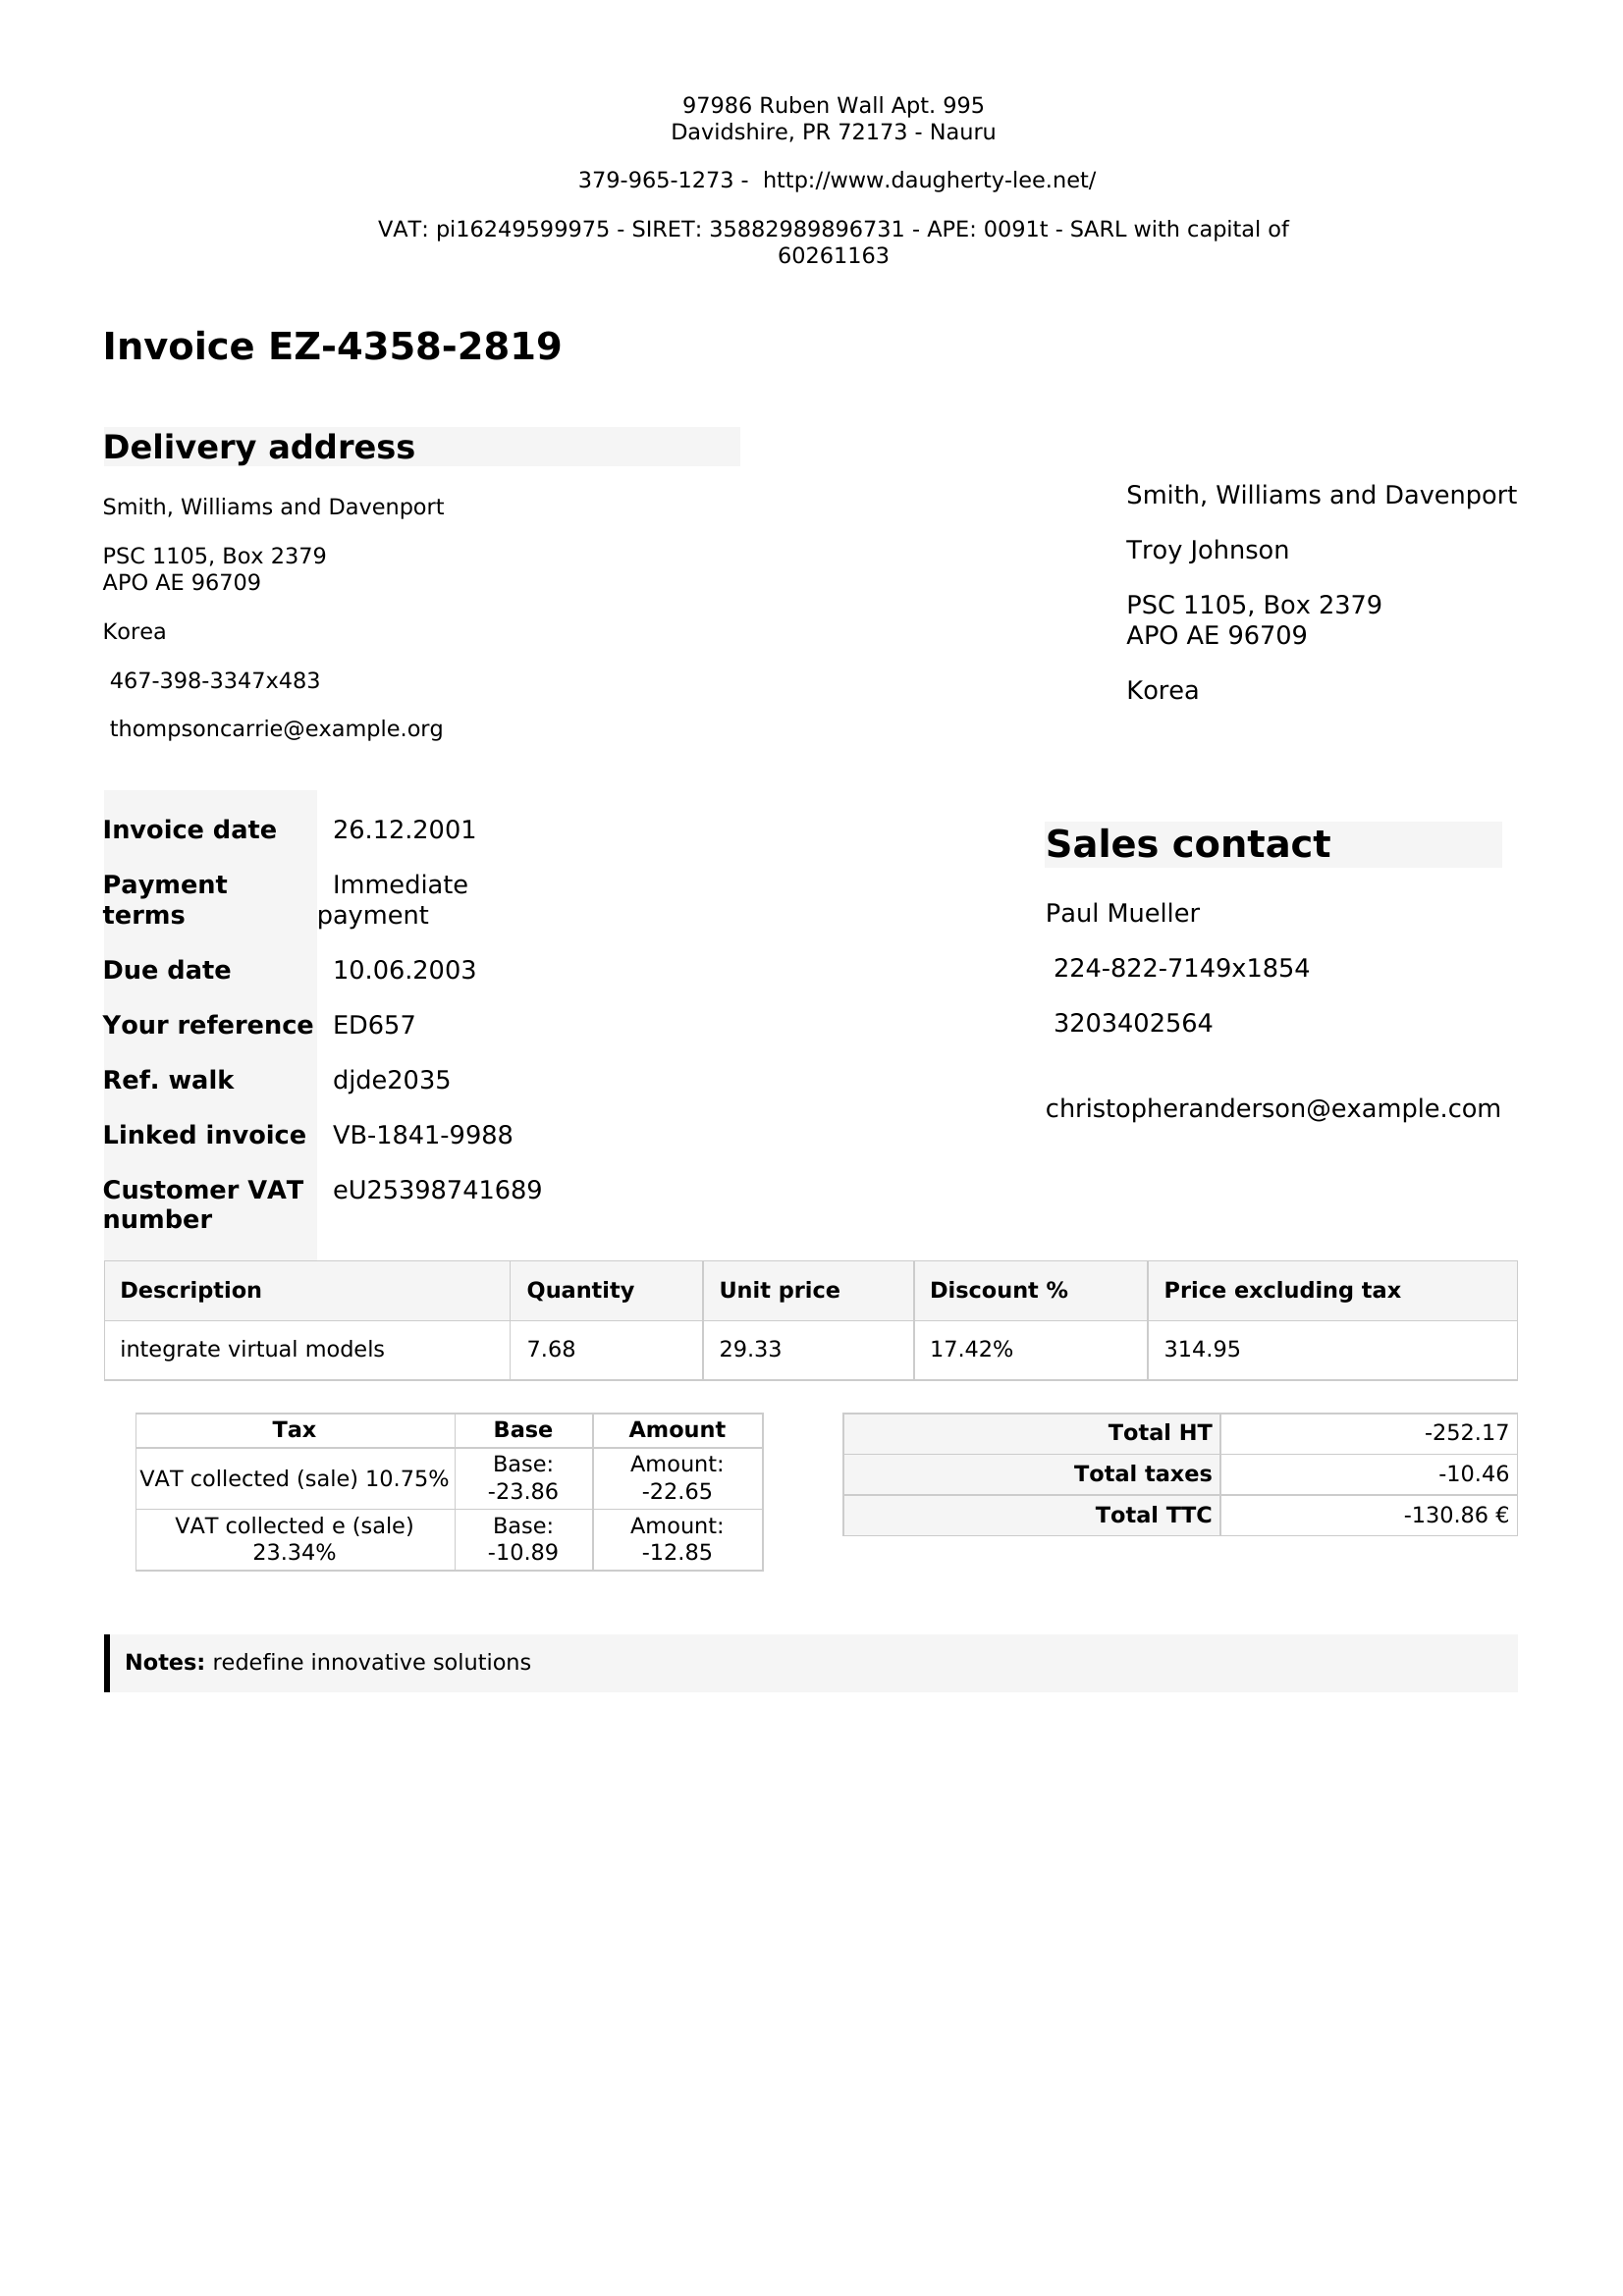 97986 Ruben Wall Apt. 995
Davidshire, PR 72173 - Nauru
379-965-1273 - http://www.daugherty-lee.net/
VAT: pi16249599975 - SIRET: 35882989896731 - APE: 0091t - SARL with capital of
60261163
Invoice EZ-4358-2819
Delivery address
Smith, Williams and Davenport
PSC 1105, Box 2379
APO AE 96709
Korea
467-398-3347x483
thompsoncarrie@example.org
Smith, Williams and Davenport
Troy Johnson
PSC 1105, Box 2379
APO AE 96709
Korea
Invoice date 26.12.2001
Payment terms Immediate payment
Due date 10.06.2003
Your reference ED657
Ref. walk djde2035
Linked invoice VB-1841-9988
Customer VAT number eU25398741689
Sales contact
Paul Mueller
224-822-7149x1854
3203402564
christopheranderson@example.com
Description Quantity Unit price Discount % Price excluding tax
integrate virtual models 7.68 29.33 17.42% 314.95
Tax Base Amount
VAT collected (sale) 10.75% Base: -23.86 Amount: -22.65
VAT collected e (sale) 23.34% Base: -10.89 Amount: -12.85
Total HT -252.17
Total taxes -10.46
Total TTC -130.86 €
Notes: redefine innovative solutions